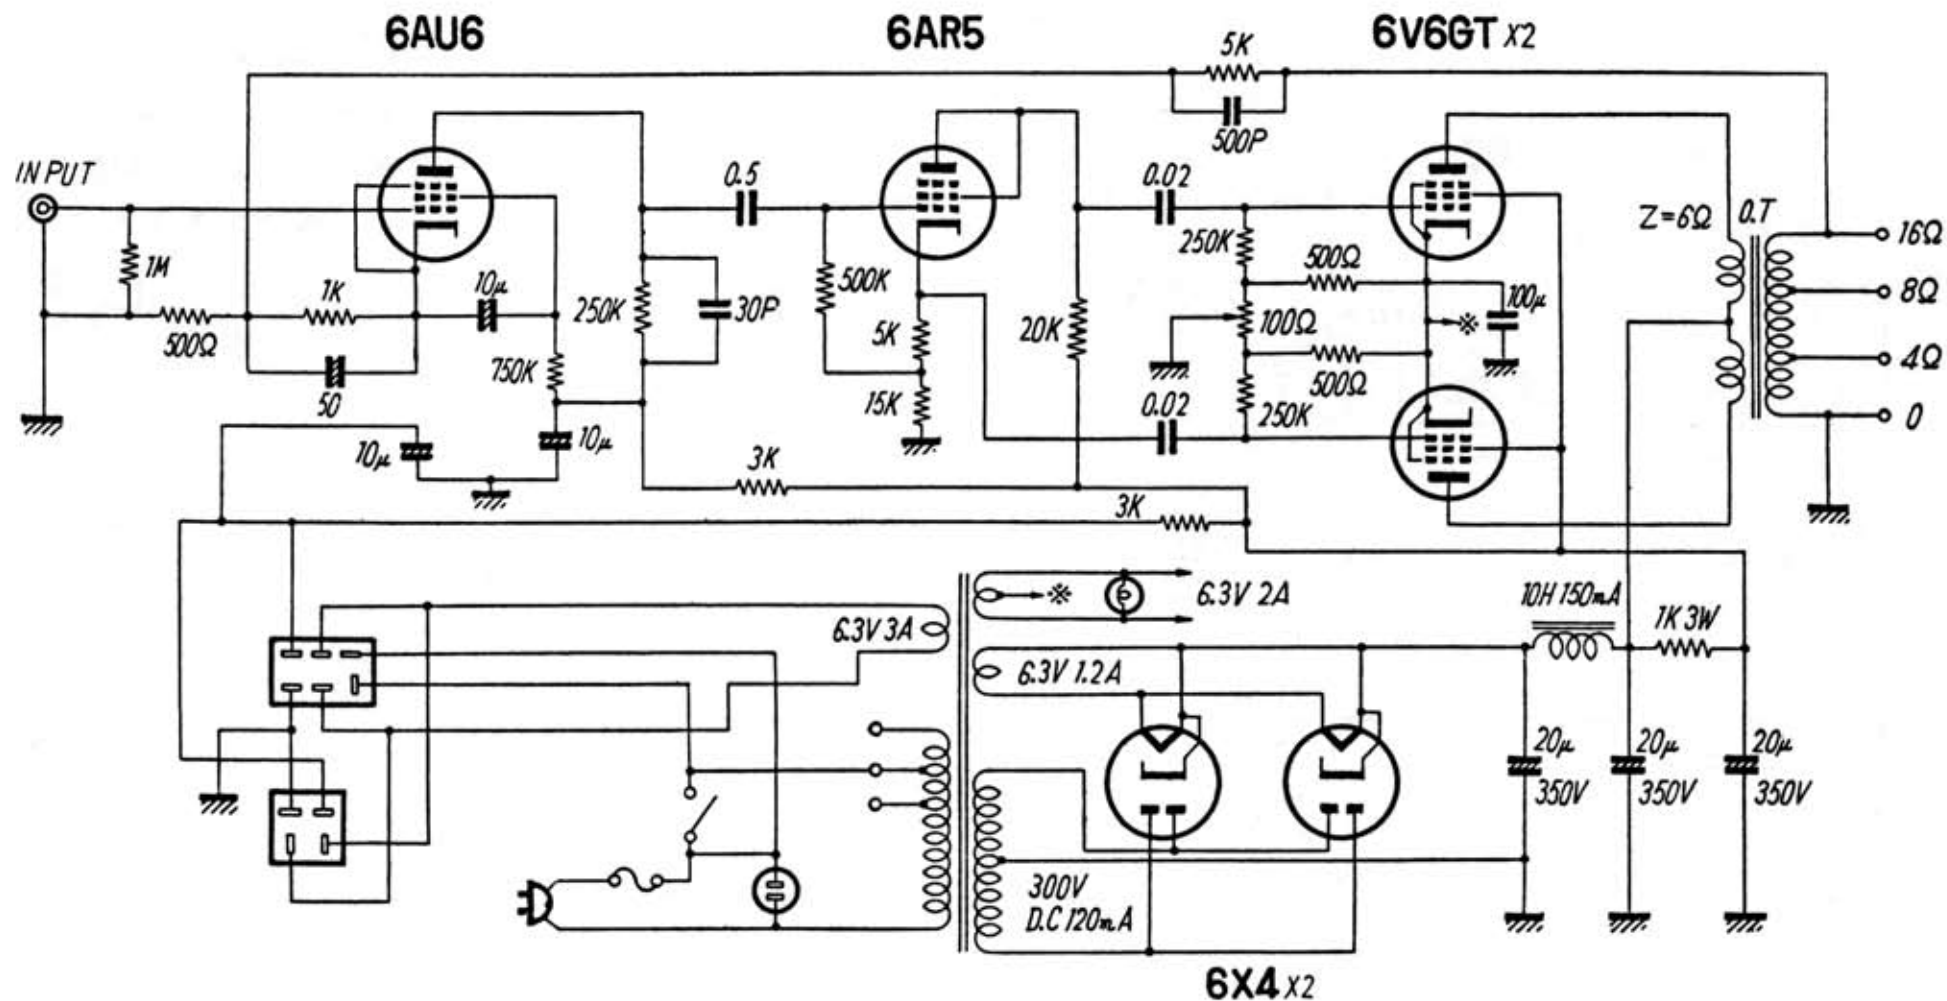 6AU6
6AR5
6V6GT X2
5K
500P
INPUT
0.5
0.02
Z=6Ω
O.T
16Ω
8Ω
4Ω
0
1M
1K
10μ
500Ω
50
250K
30P
750K
500K
5K
15K
20K
250K
500Ω
100Ω
※
100μ
500Ω
0.02
250K
10μ
10μ
3K
3K
6.3V 3A
※
6.3V 2A
6.3V 1.2A
10H 150mA
1K 3W
20μ
350V
20μ
350V
20μ
350V
300V
D.C 120mA
6X4 X2